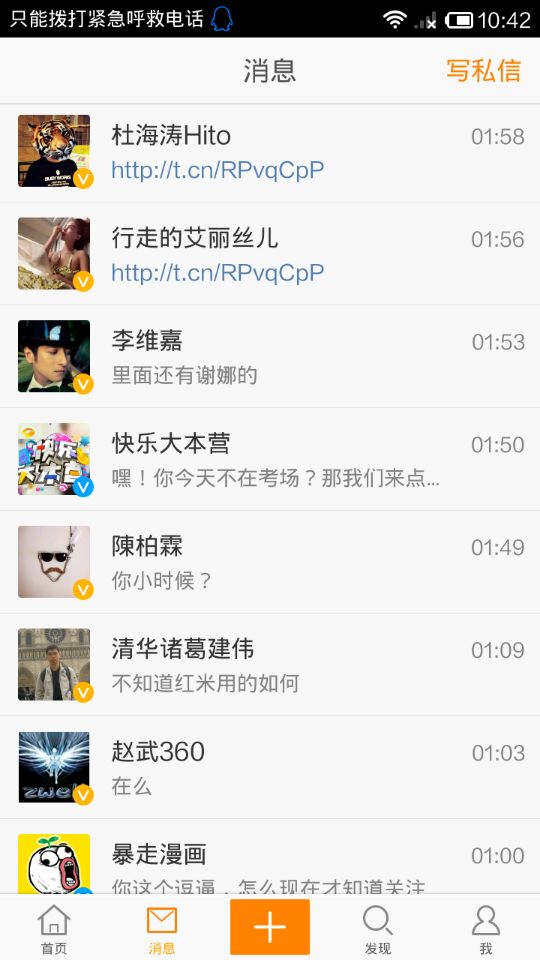 只能拨打紧急呼救电话 10:42
消息 写私信
杜海涛Hito 01:58
http://t.cn/RPvqCpP
行走的艾丽丝儿 01:56
http://t.cn/RPvqCpP
李维嘉 01:53
里面还有谢娜的
快乐大本营 01:50
嘿！你今天不在考场？那我们来点...
快乐
大本营
陳柏霖 01:49
你小时候？
清华诸葛建伟 01:09
不知道红米用的如何
赵武360 01:03
在么
暴走漫画 01:00
你这个逗逼，怎么现在才知道关注
首页 消息 发现 我